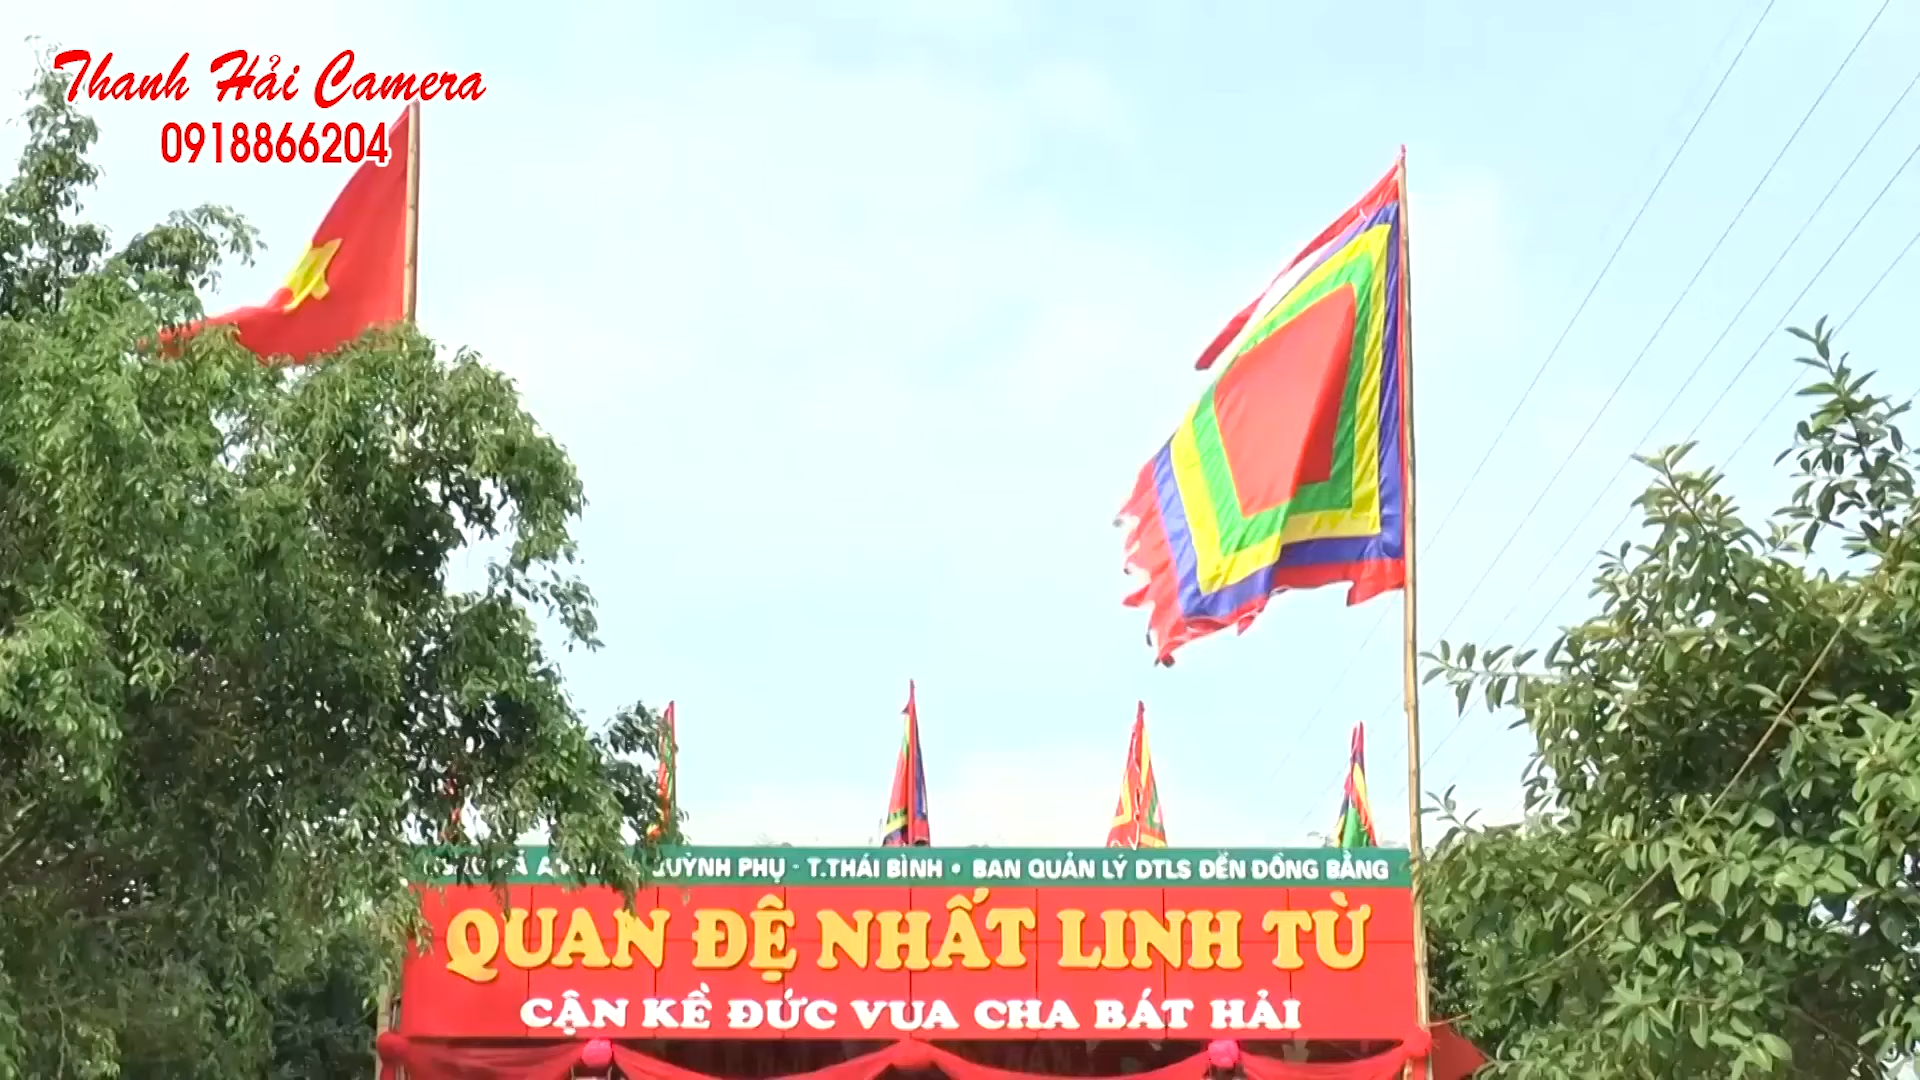 Thanh Hải Camera
0918866204
QUỲNH PHỤ - T.THÁI BÌNH • BAN QUẢN LÝ DTLS ĐỀN ĐỒNG BẰNG
QUAN ĐỆ NHẤT LINH TỪ
CẬN KỀ ĐỨC VUA CHA BÁT HẢI